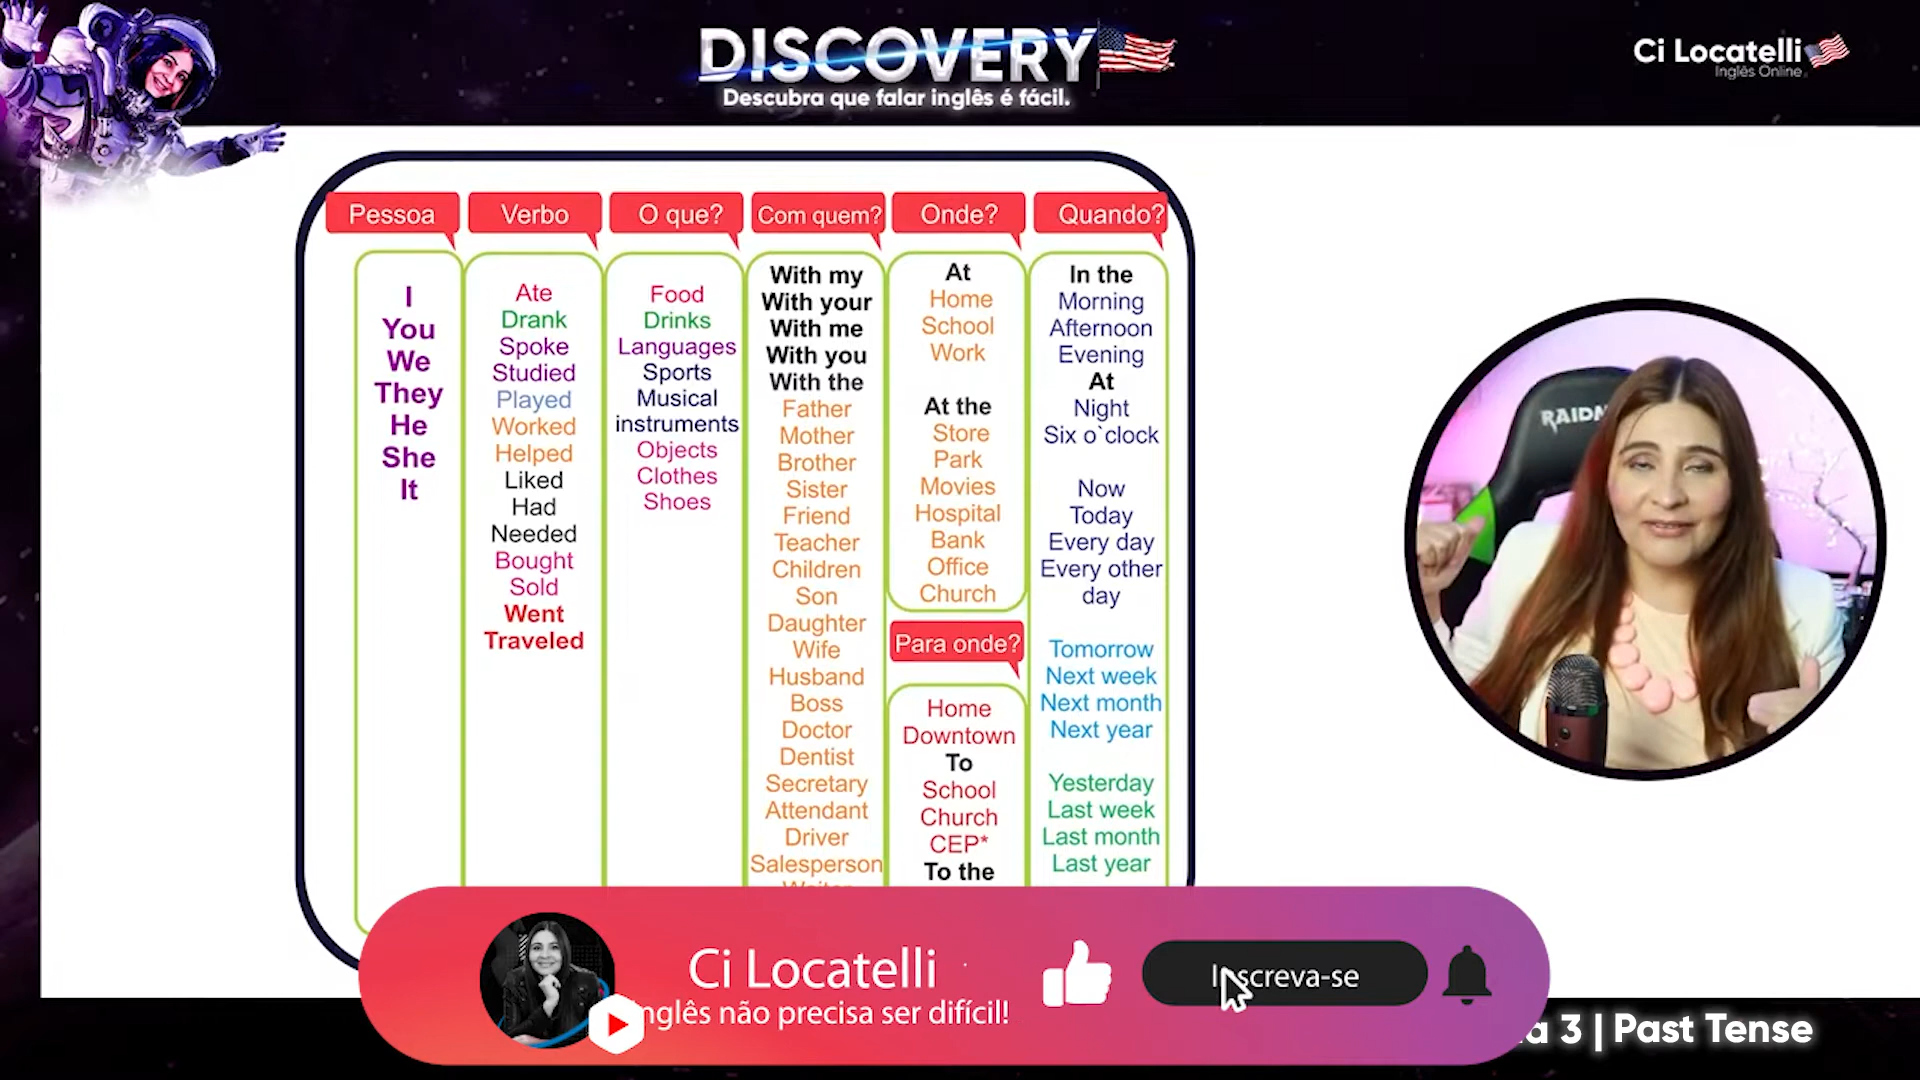 DISCOVERY
Descubra que falar inglês é fácil.
Ci Locatelli
Inglês Online
Pessoa
I
You
We
They
He
She
It
Verbo
Ate
Drank
Spoke
Studied
Played
Worked
Helped
Liked
Had
Needed
Bought
Sold
Went
Traveled
O que?
Food
Drinks
Languages
Sports
Musical
instruments
Objects
Clothes
Shoes
Com quem?
With my
With your
With me
With you
With the
Father
Mother
Brother
Sister
Friend
Teacher
Children
Son
Daughter
Wife
Husband
Boss
Doctor
Dentist
Secretary
Attendant
Driver
Salesperson
Onde?
At
Home
School
Work
At the
Store
Park
Movies
Hospital
Bank
Office
Church
Para onde?
Home
Downtown
To
School
Church
CEP*
To the
Quando?
In the
Morning
Afternoon
Evening
At
Night
Six o`clock
Now
Today
Every day
Every other
day
Tomorrow
Next week
Next month
Next year
Yesterday
Last week
Last month
Last year
Ci Locatelli
nglês não precisa ser difícil!
Inscreva-se
a 3 | Past Tense